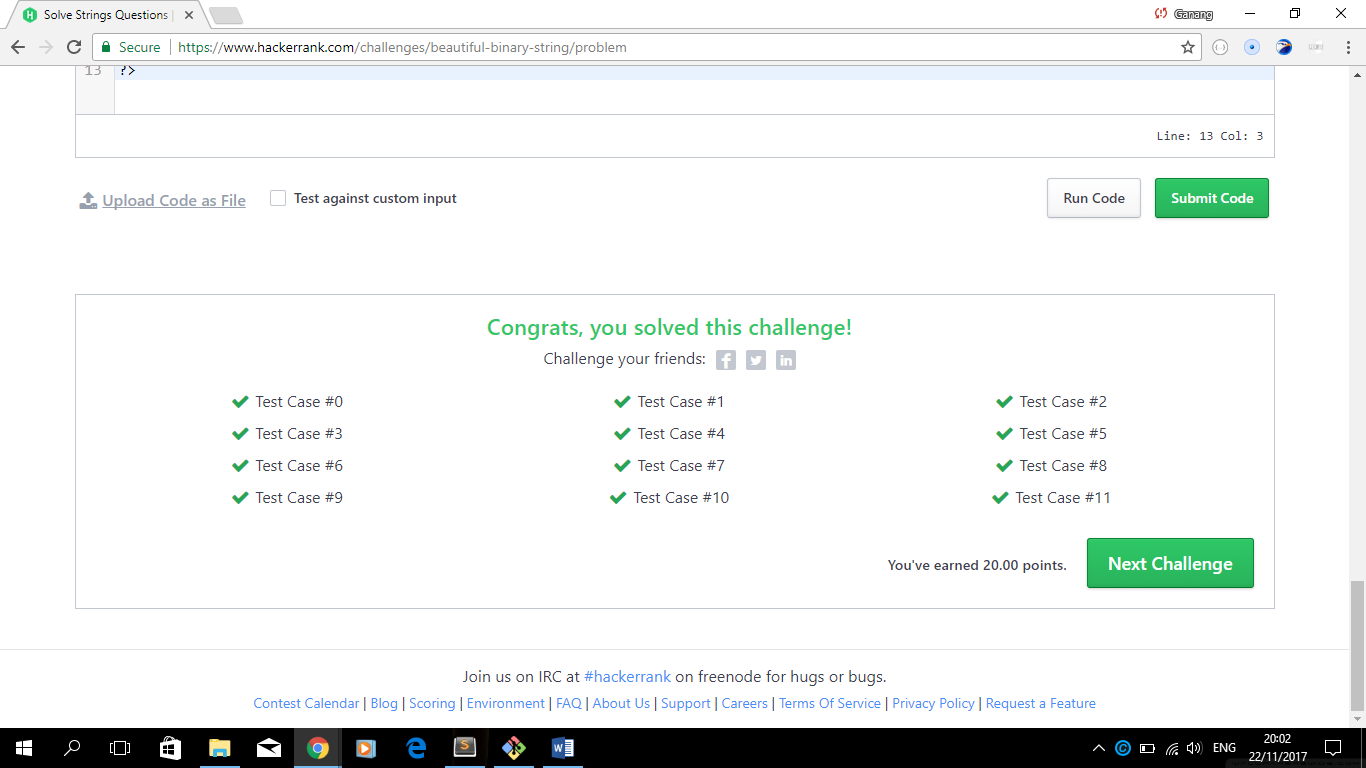 Solve Strings Questions |
Ganang
Secure | https://www.hackerrank.com/challenges/beautiful-binary-string/problem
13 ?>
Line: 13 Col: 3
Upload Code as File
Test against custom input
Run Code
Submit Code
Congrats, you solved this challenge!
Challenge your friends:
Test Case #0 Test Case #1 Test Case #2
Test Case #3 Test Case #4 Test Case #5
Test Case #6 Test Case #7 Test Case #8
Test Case #9 Test Case #10 Test Case #11
You've earned 20.00 points.
Next Challenge
Join us on IRC at #hackerrank on freenode for hugs or bugs.
Contest Calendar | Blog | Scoring | Environment | FAQ | About Us | Support | Careers | Terms Of Service | Privacy Policy | Request a Feature
ENG
20:02
22/11/2017